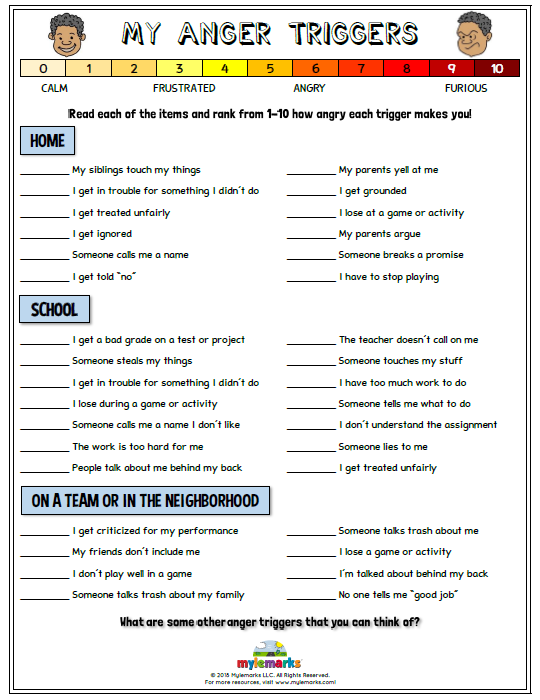 MY ANGER TRIGGERS
0 1 2 3 4 5 6 7 8 9 10
CALM FRUSTRATED ANGRY FURIOUS
Read each of the items and rank from 1-10 how angry each trigger makes you!
HOME
________ My siblings touch my things
________ My parents yell at me
________ I get in trouble for something I didn't do
________ I get grounded
________ I get treated unfairly
________ I lose at a game or activity
________ I get ignored
________ My parents argue
________ Someone calls me a name
________ Someone breaks a promise
________ I get told "no"
________ I have to stop playing
SCHOOL
________ I get a bad grade on a test or project
________ The teacher doesn't call on me
________ Someone steals my things
________ Someone touches my stuff
________ I get in trouble for something I didn't do
________ I have too much work to do
________ I lose during a game or activity
________ Someone tells me what to do
________ Someone calls me a name I don't like
________ I don't understand the assignment
________ The work is too hard for me
________ Someone lies to me
________ People talk about me behind my back
________ I get treated unfairly
ON A TEAM OR IN THE NEIGHBORHOOD
________ I get criticized for my performance
________ Someone talks trash about me
________ My friends don't include me
________ I lose a game or activity
________ I don't play well in a game
________ I'm talked about behind my back
________ Someone talks trash about my family
________ No one tells me "good job"
What are some other anger triggers that you can think of?
mylemarks
© 2018 Mylemarks LLC. All Rights Reserved.
For more resources, visit www.mylemarks.com!